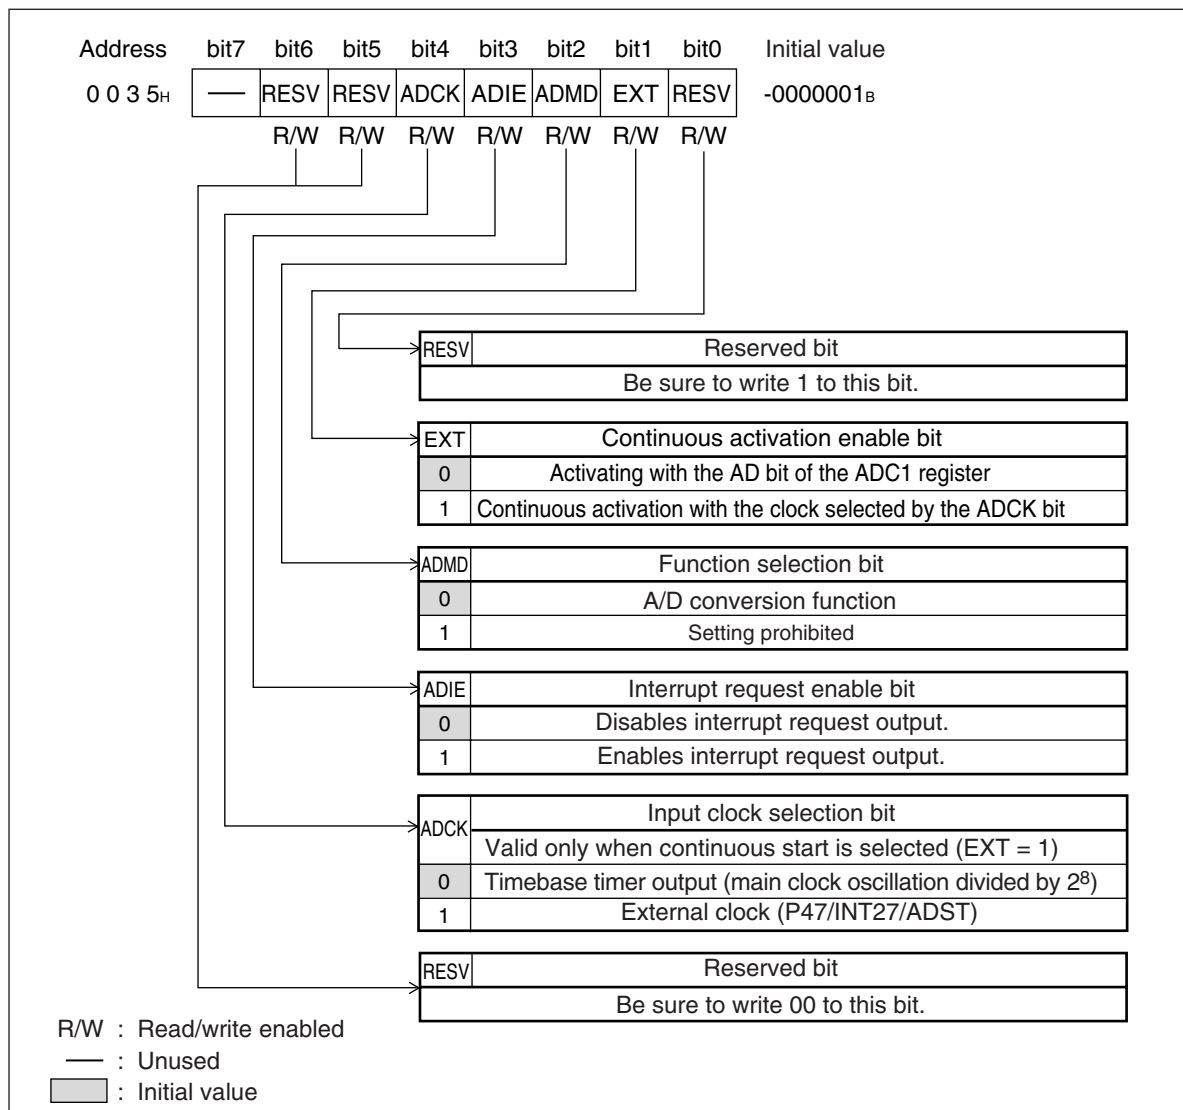 Address bit7 bit6 bit5 bit4 bit3 bit2 bit1 bit0 Initial value
0 0 3 5H — RESV RESV ADCK ADIE ADMD EXT RESV -0000001B
R/W R/W R/W R/W R/W R/W R/W
RESV Reserved bit
Be sure to write 1 to this bit.
EXT Continuous activation enable bit
0 Activating with the AD bit of the ADC1 register
1 Continuous activation with the clock selected by the ADCK bit
ADMD Function selection bit
0 A/D conversion function
1 Setting prohibited
ADIE Interrupt request enable bit
0 Disables interrupt request output.
1 Enables interrupt request output.
ADCK Input clock selection bit
Valid only when continuous start is selected (EXT = 1)
0 Timebase timer output (main clock oscillation divided by 2⁸)
1 External clock (P47/INT27/ADST)
RESV Reserved bit
Be sure to write 00 to this bit.
R/W : Read/write enabled
— : Unused
: Initial value